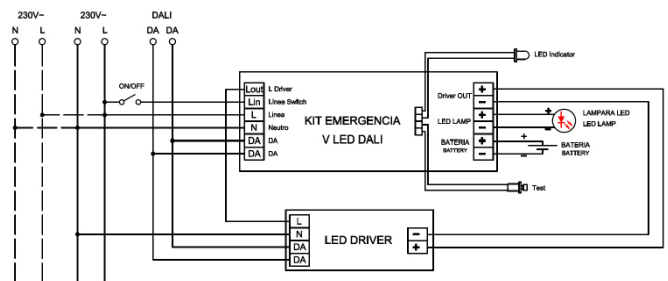 230V~ 230V~ DALI
N L N L DA DA
ON/OFF
Lout L Driver
Lin Linea Switch
L Linea
N Neutro
DA DA
DA DA
KIT EMERGENCIA
V LED DALI
Driver OUT + -
LED LAMP + -
BATERIA
BATTERY + -
LED Indicator
+ -
LAMPARA LED
LED LAMP
+ -
BATERIA
BATTERY
Test
L
N
DA
DA
LED DRIVER
-
+